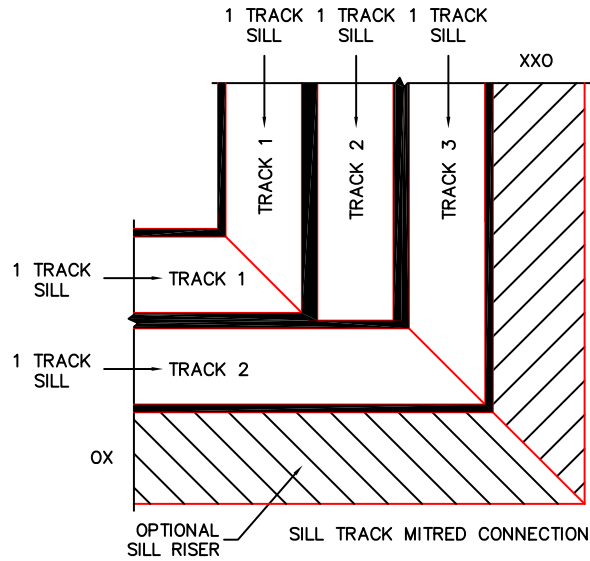 1 TRACK
SILL
1 TRACK
SILL
1 TRACK
SILL
XXO
TRACK 1
TRACK 2
TRACK 3
1 TRACK
SILL
TRACK 1
1 TRACK
SILL
TRACK 2
OX
OPTIONAL
SILL RISER
SILL TRACK MITRED CONNECTION